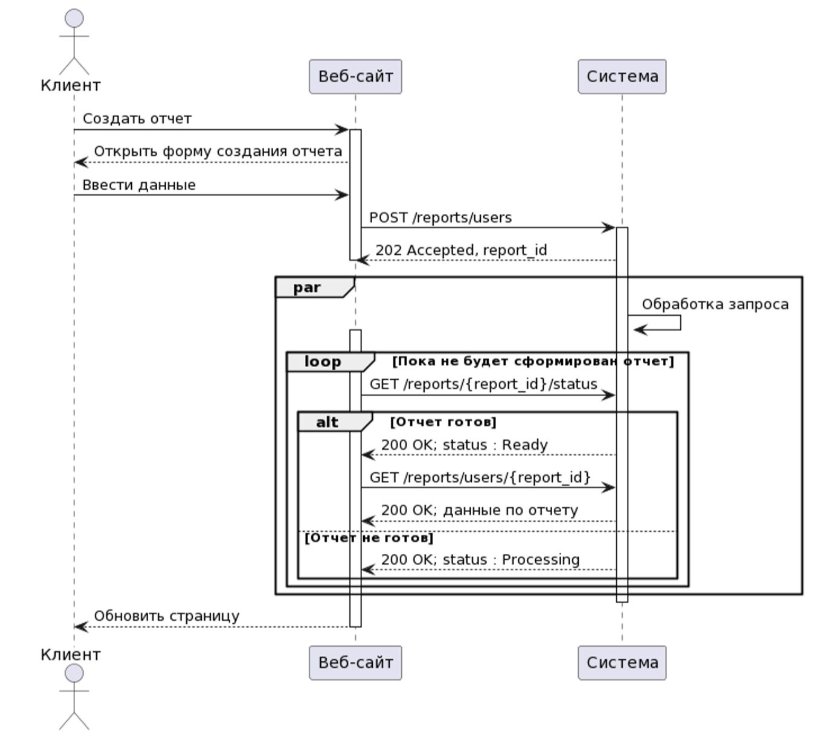 Клиент
Веб-сайт
Система
Создать отчет
Открыть форму создания отчета
Ввести данные
POST /reports/users
202 Accepted, report_id
par
Обработка запроса
loop [Пока не будет сформирован отчет]
GET /reports/{report_id}/status
alt [Отчет готов]
200 OK; status : Ready
GET /reports/users/{report_id}
200 OK; данные по отчету
[Отчет не готов]
200 OK; status : Processing
Обновить страницу
Клиент
Веб-сайт
Система